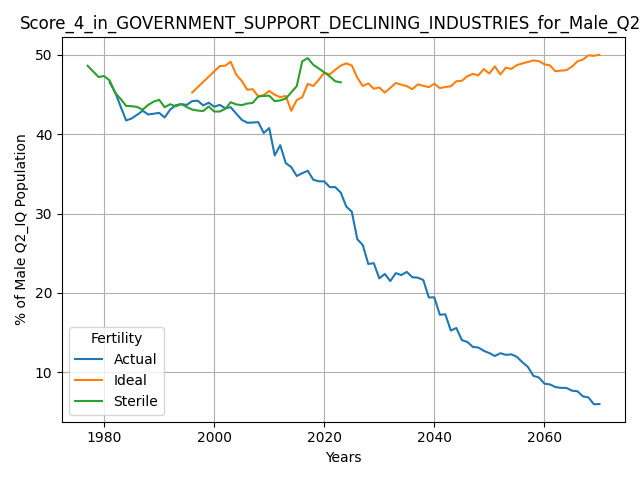 Score_4_in_GOVERNMENT_SUPPORT_DECLINING_INDUSTRIES_for_Male_Q2
% of Male Q2_IQ Population
50
40
30
20
10
Fertility
Actual
Ideal
Sterile
1980 2000 2020 2040 2060
Years